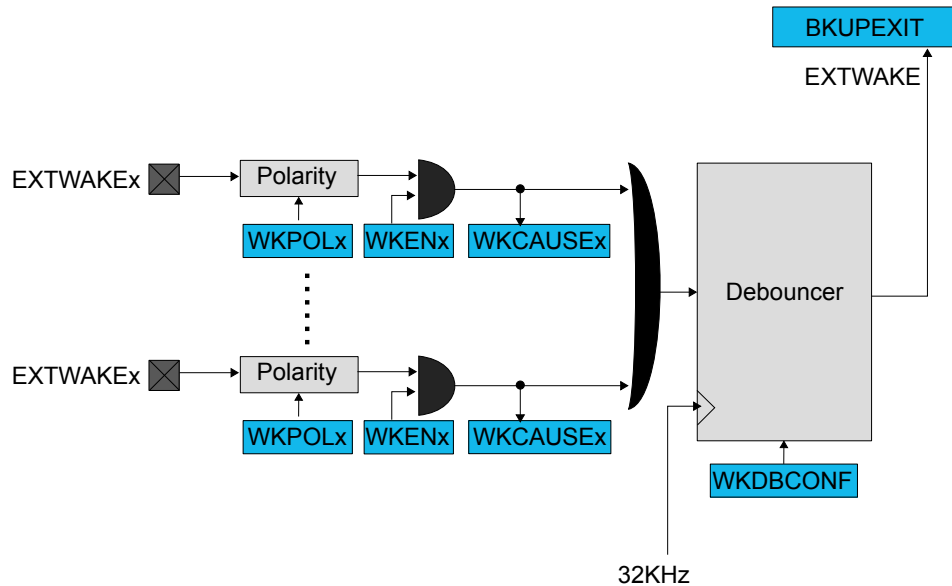 BKUPEXIT
EXTWAKE
EXTWAKEx
Polarity
WKPOLx
WKENx
WKCAUSEx
Debouncer
EXTWAKEx
Polarity
WKPOLx
WKENx
WKCAUSEx
WKDBCONF
32KHz